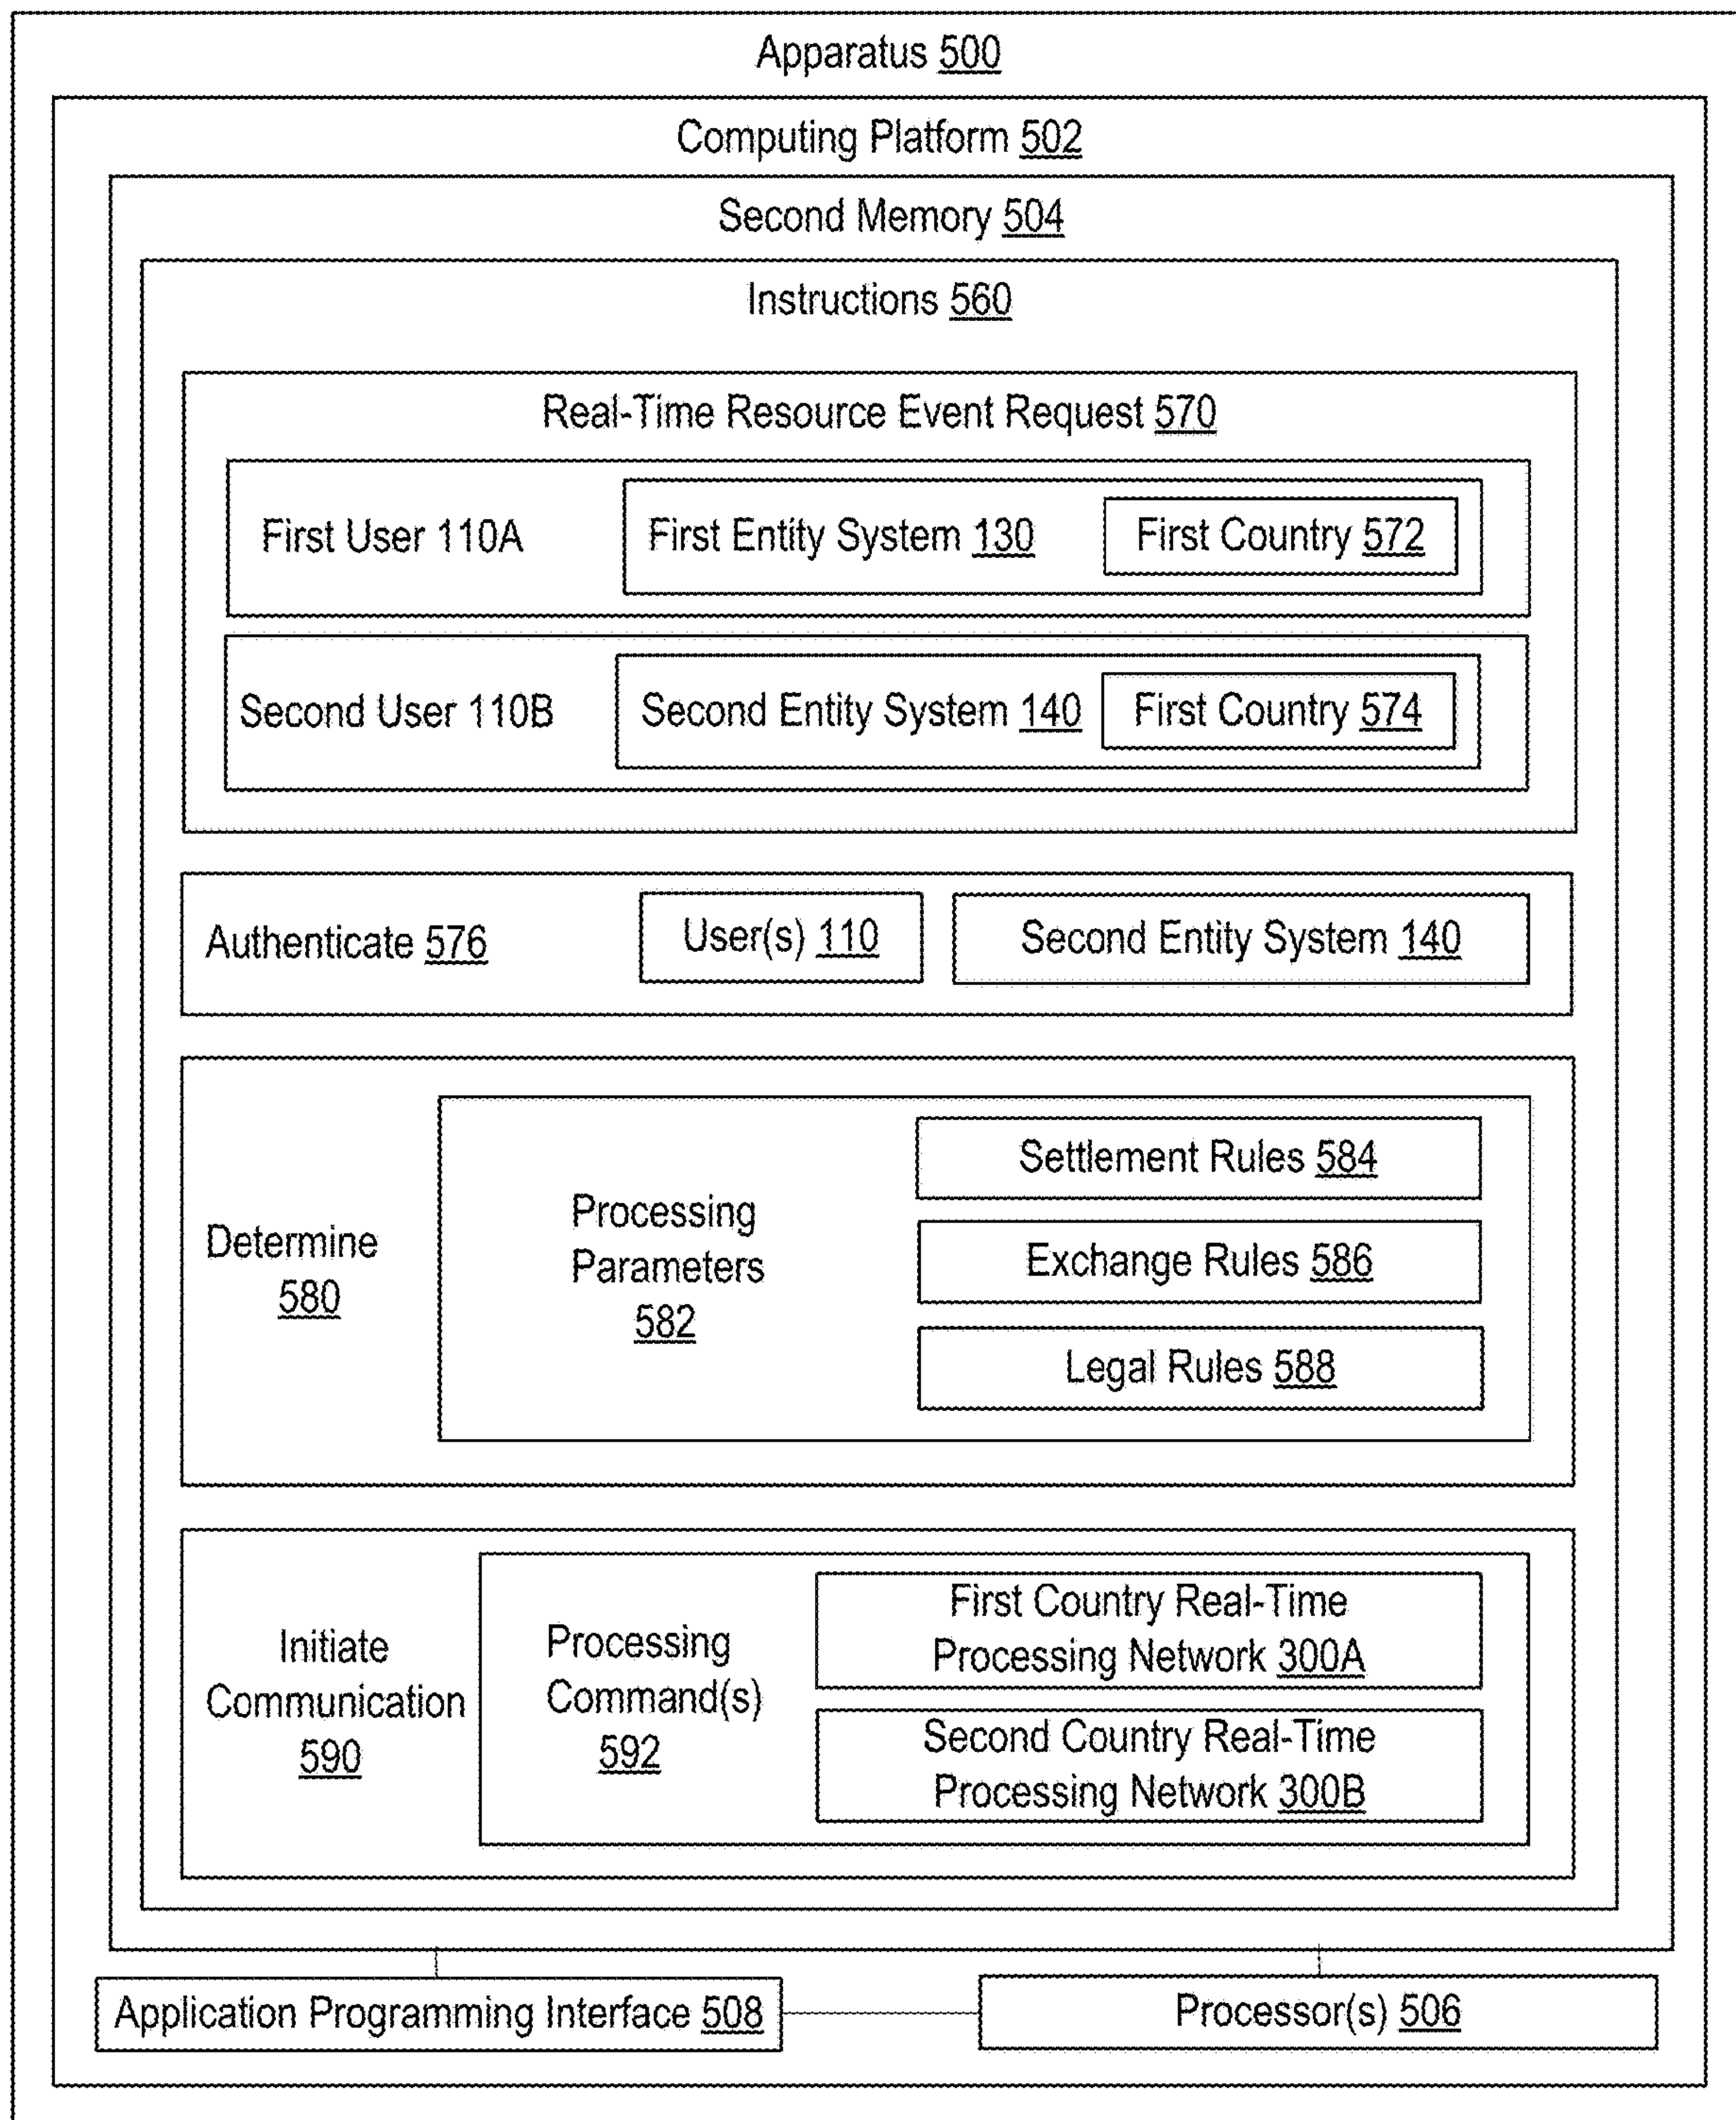 Apparatus 500
Computing Platform 502
Second Memory 504
Instructions 560
Real-Time Resource Event Request 570
First User 110A
First Entity System 130
First Country 572
Second User 110B
Second Entity System 140
First Country 574
Authenticate 576
User(s) 110
Second Entity System 140
Determine
580
Processing
Parameters
582
Settlement Rules 584
Exchange Rules 586
Legal Rules 588
Initiate
Communication
590
Processing
Command(s)
592
First Country Real-Time
Processing Network 300A
Second Country Real-Time
Processing Network 300B
Application Programming Interface 508
Processor(s) 506